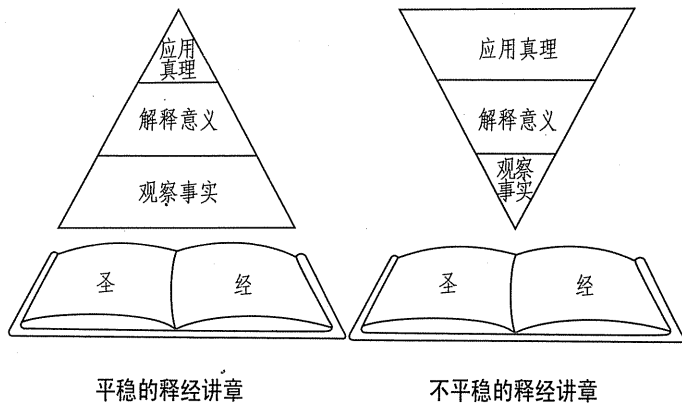 应用
真理
解释意义
观察事实
圣 经
平稳的释经讲章
应用真理
解释意义
观察
事实
圣 经
不平稳的释经讲章